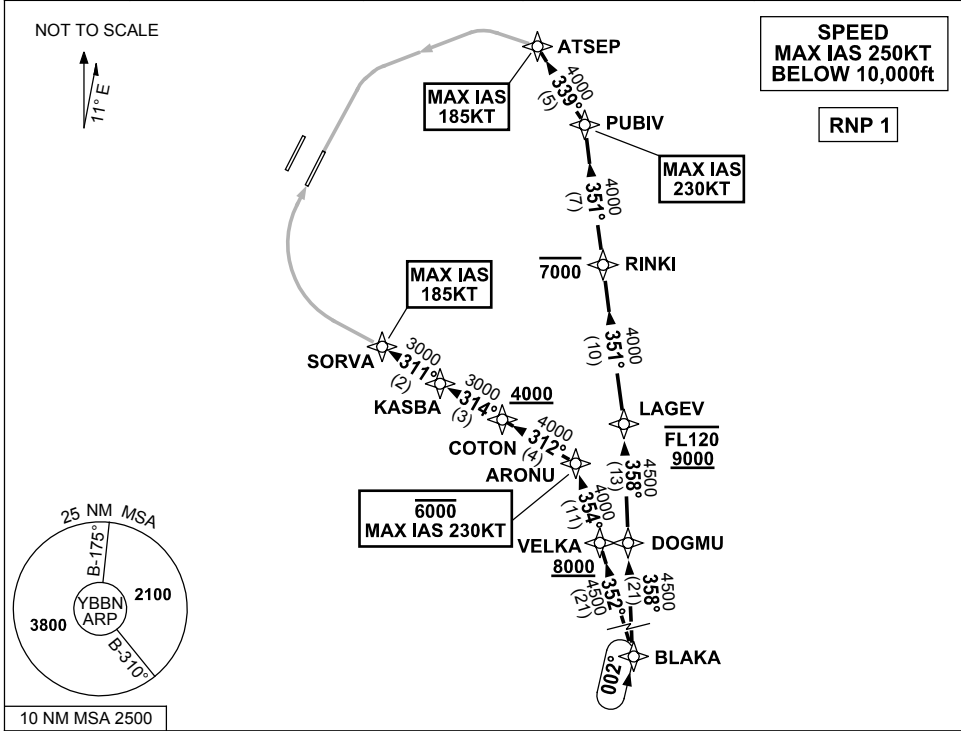 NOT TO SCALE
11° E
SPEED
MAX IAS 250KT
BELOW 10,000ft
RNP 1
ATSEP
MAX IAS
185KT
4000
339°
(5)
PUBIV
MAX IAS
230KT
4000
351°
(7)
7000
RINKI
MAX IAS
185KT
4000
351°
(10)
SORVA
3000
311°
(2)
KASBA
3000
314°
(3)
4000
COTON
4000
312°
(4)
ARONU
LAGEV
FL120
9000
4500
358°
(13)
6000
MAX IAS 230KT
4000
354°
(11)
VELKA
8000
DOGMU
4500
352°
(21)
4500
358°
(21)
BLAKA
002°
25 NM MSA
B-175°
YBBN
ARP
2100
3800
B-310°
10 NM MSA 2500